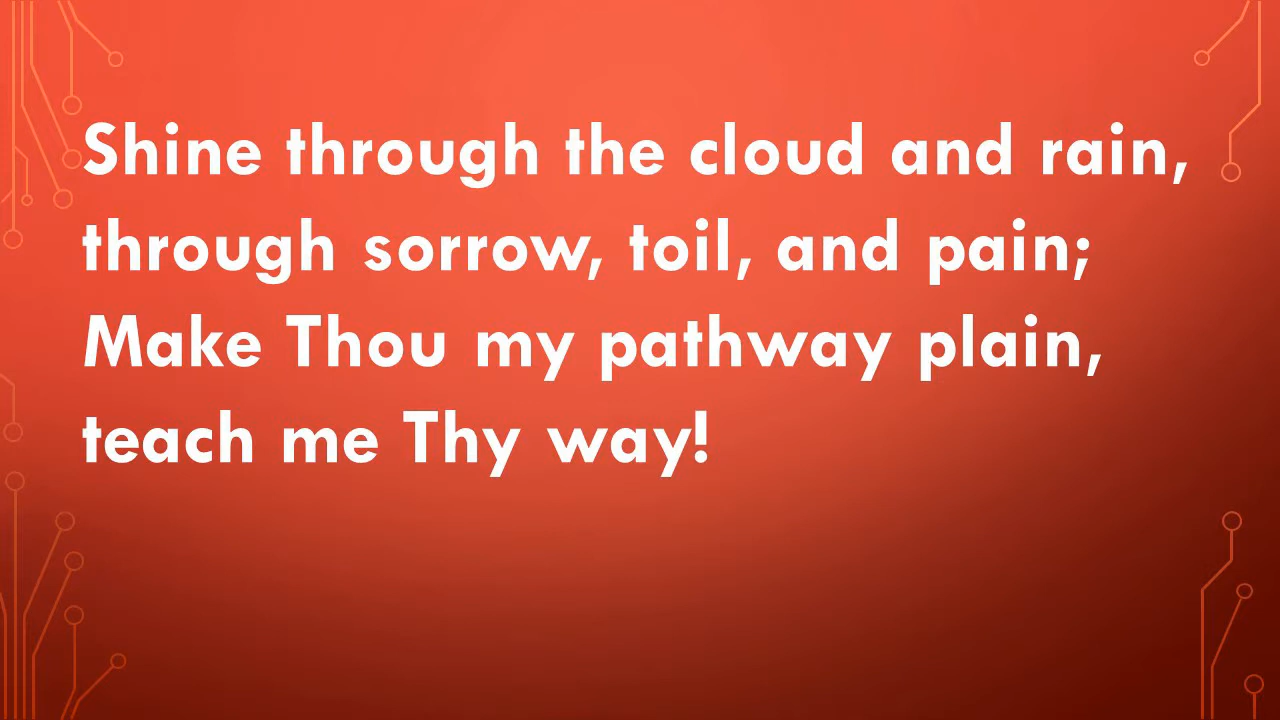 Shine through the cloud and rain,
through sorrow, toil, and pain;
Make Thou my pathway plain,
teach me Thy way!